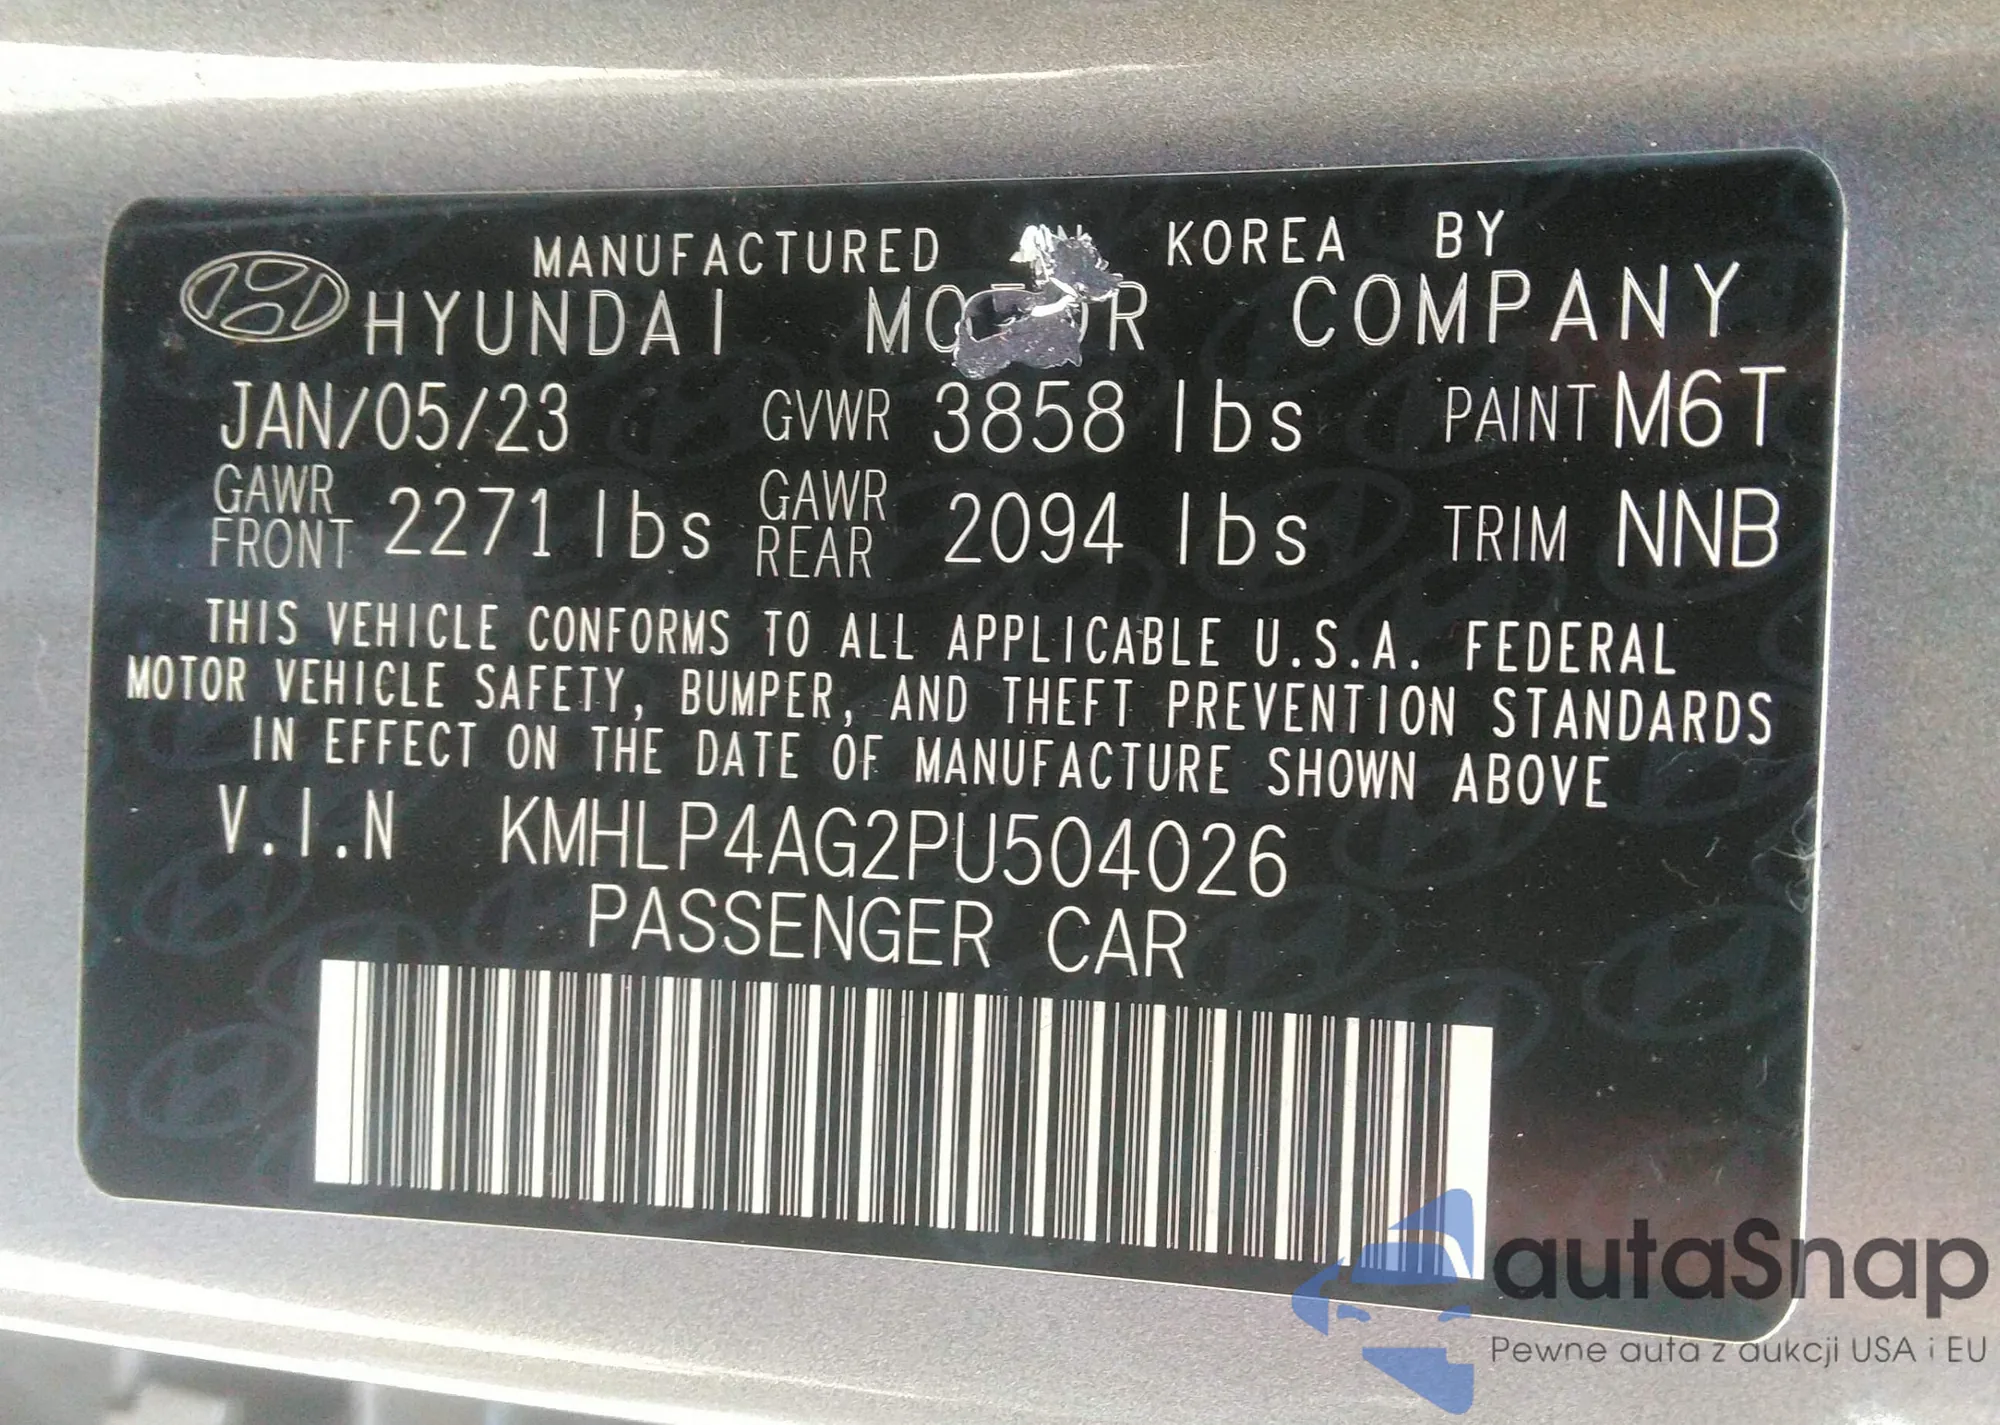 MANUFACTURED KOREA BY
HYUNDAI MOTOR COMPANY
JAN/05/23 GVWR 3858 lbs PAINT M6T
GAWR FRONT 2271 lbs GAWR REAR 2094 lbs TRIM NNB
THIS VEHICLE CONFORMS TO ALL APPLICABLE U.S.A. FEDERAL
MOTOR VEHICLE SAFETY, BUMPER, AND THEFT PREVENTION STANDARDS
IN EFFECT ON THE DATE OF MANUFACTURE SHOWN ABOVE
V.I.N KMHLP4AG2PU504026
PASSENGER CAR
autaSnap
Pewne auta z aukcji USA i EU